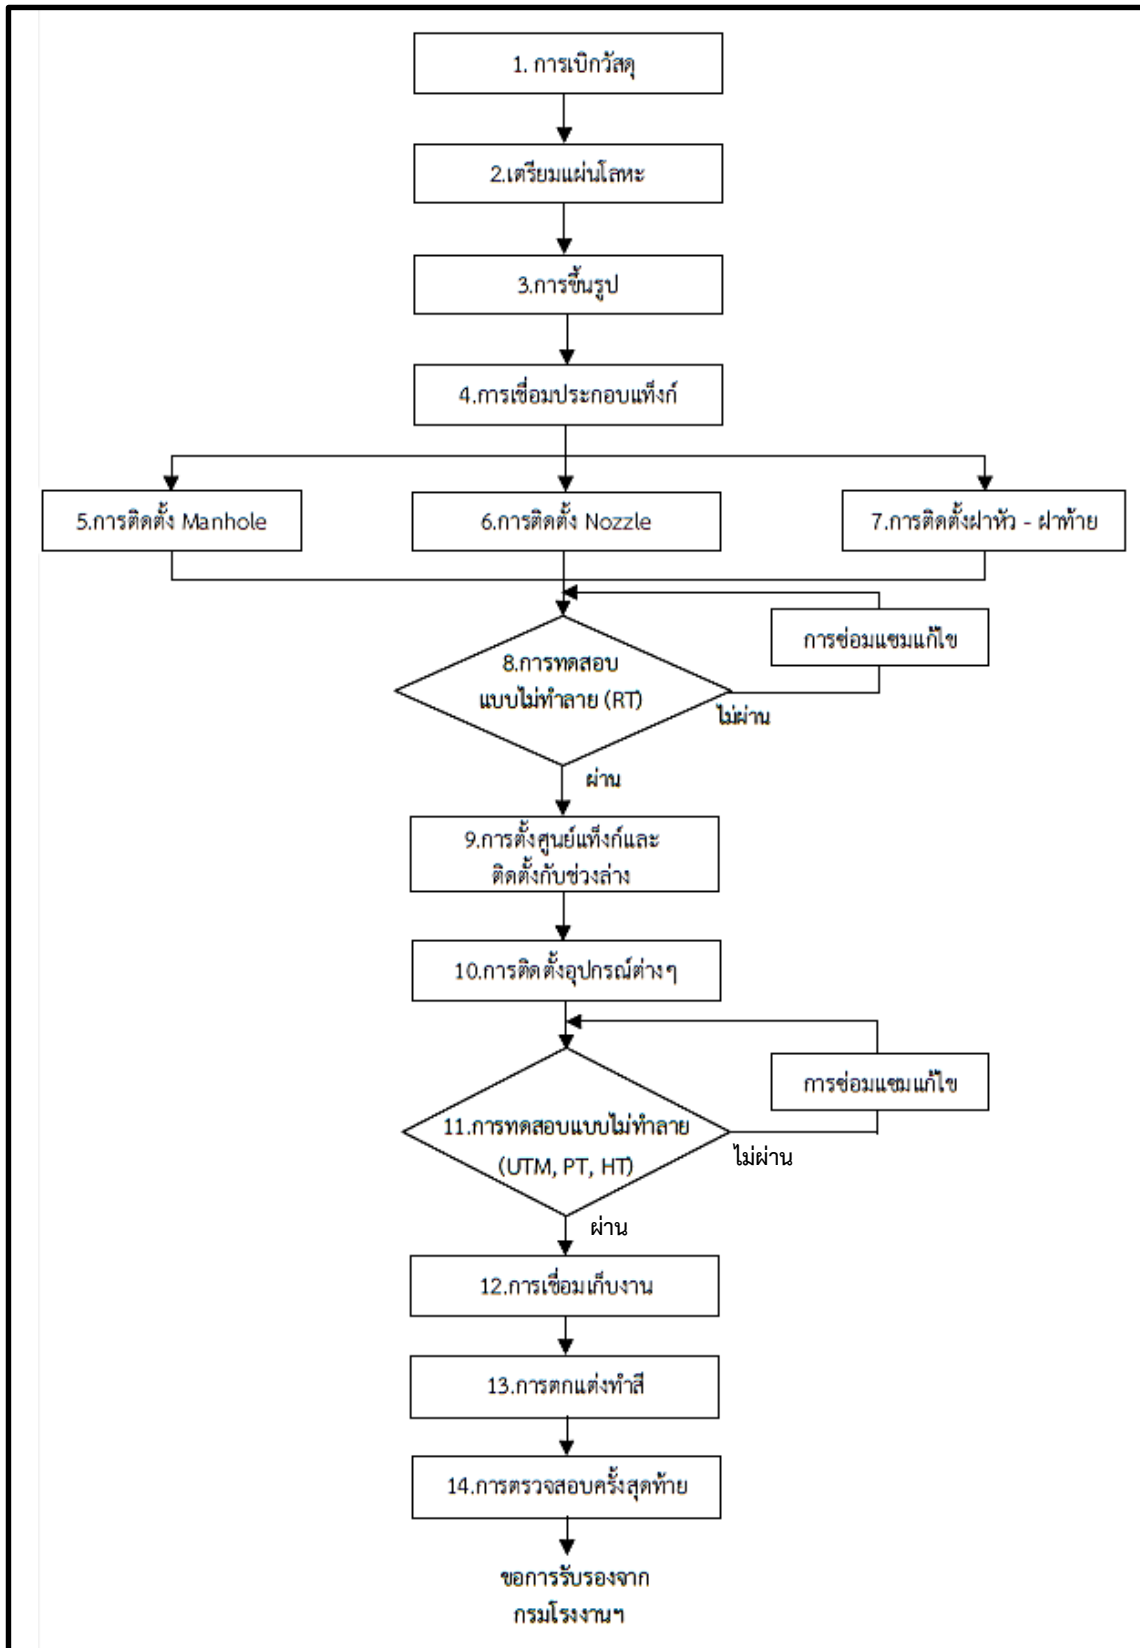 1. การเบิกวัสดุ
2.เตรียมแผ่นโลหะ
3.การขึ้นรูป
4.การเชื่อมประกอบแท็งก์
5.การติดตั้ง Manhole
6.การติดตั้ง Nozzle
7.การติดตั้งฝาหัว - ฝาท้าย
การซ่อมแซมแก้ไข
8.การทดสอบ
แบบไม่ทำลาย (RT)
ไม่ผ่าน
ผ่าน
9.การตั้งศูนย์แท็งก์และ
ติดตั้งกับช่วงล่าง
10.การติดตั้งอุปกรณ์ต่างๆ
การซ่อมแซมแก้ไข
11.การทดสอบแบบไม่ทำลาย
(UTM, PT, HT)
ไม่ผ่าน
ผ่าน
12.การเชื่อมเก็บงาน
13.การตกแต่งทำสี
14.การตรวจสอบครั้งสุดท้าย
ขอการรับรองจาก
กรมโรงงานฯ